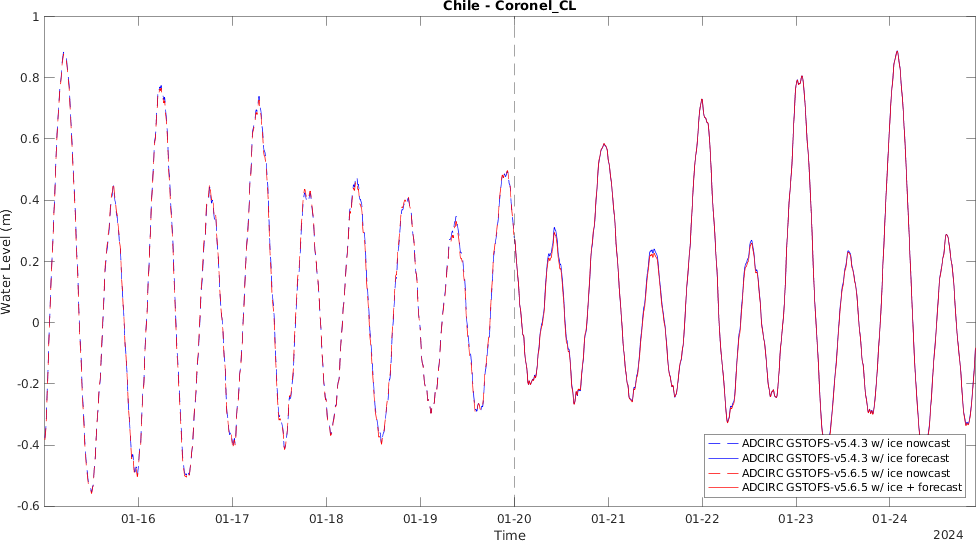 Chile - Coronel_CL
1
0.8
0.6
0.4
0.2
0
-0.2
-0.4
-0.6
Water Level (m)
01-16 01-17 01-18 01-19 01-20 01-21 01-22 01-23 01-24
Time
2024
ADCIRC GSTOFS-v5.4.3 w/ ice nowcast
ADCIRC GSTOFS-v5.4.3 w/ ice forecast
ADCIRC GSTOFS-v5.6.5 w/ ice nowcast
ADCIRC GSTOFS-v5.6.5 w/ ice + forecast